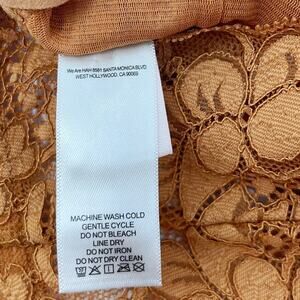 We Are HAH 8581 SANTA MONICA BLVD
WEST HOLLYWOOD, CA 90069
MACHINE WASH COLD
GENTLE CYCLE
DO NOT BLEACH
LINE DRY
DO NOT IRON
DO NOT DRY CLEAN